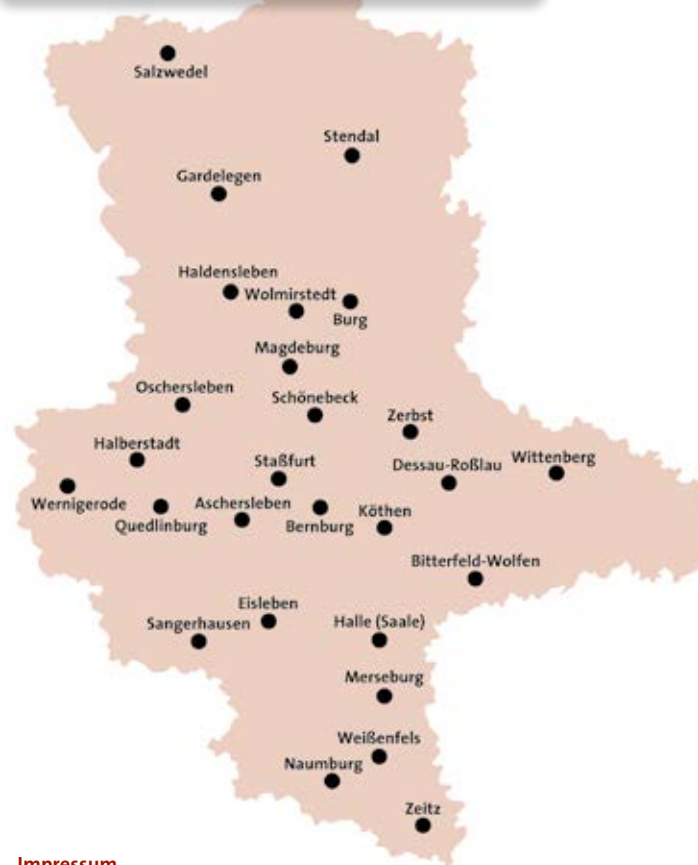 Salzwedel
Stendal
Gardelegen
Haldensleben
Wolmirstedt
Burg
Magdeburg
Oschersleben
Schönebeck
Zerbst
Halberstadt
Staßfurt
Dessau-Roßlau
Wittenberg
Wernigerode
Quedlinburg
Aschersleben
Bernburg
Köthen
Bitterfeld-Wolfen
Eisleben
Sangerhausen
Halle (Saale)
Merseburg
Weißenfels
Naumburg
Zeitz
Impressum